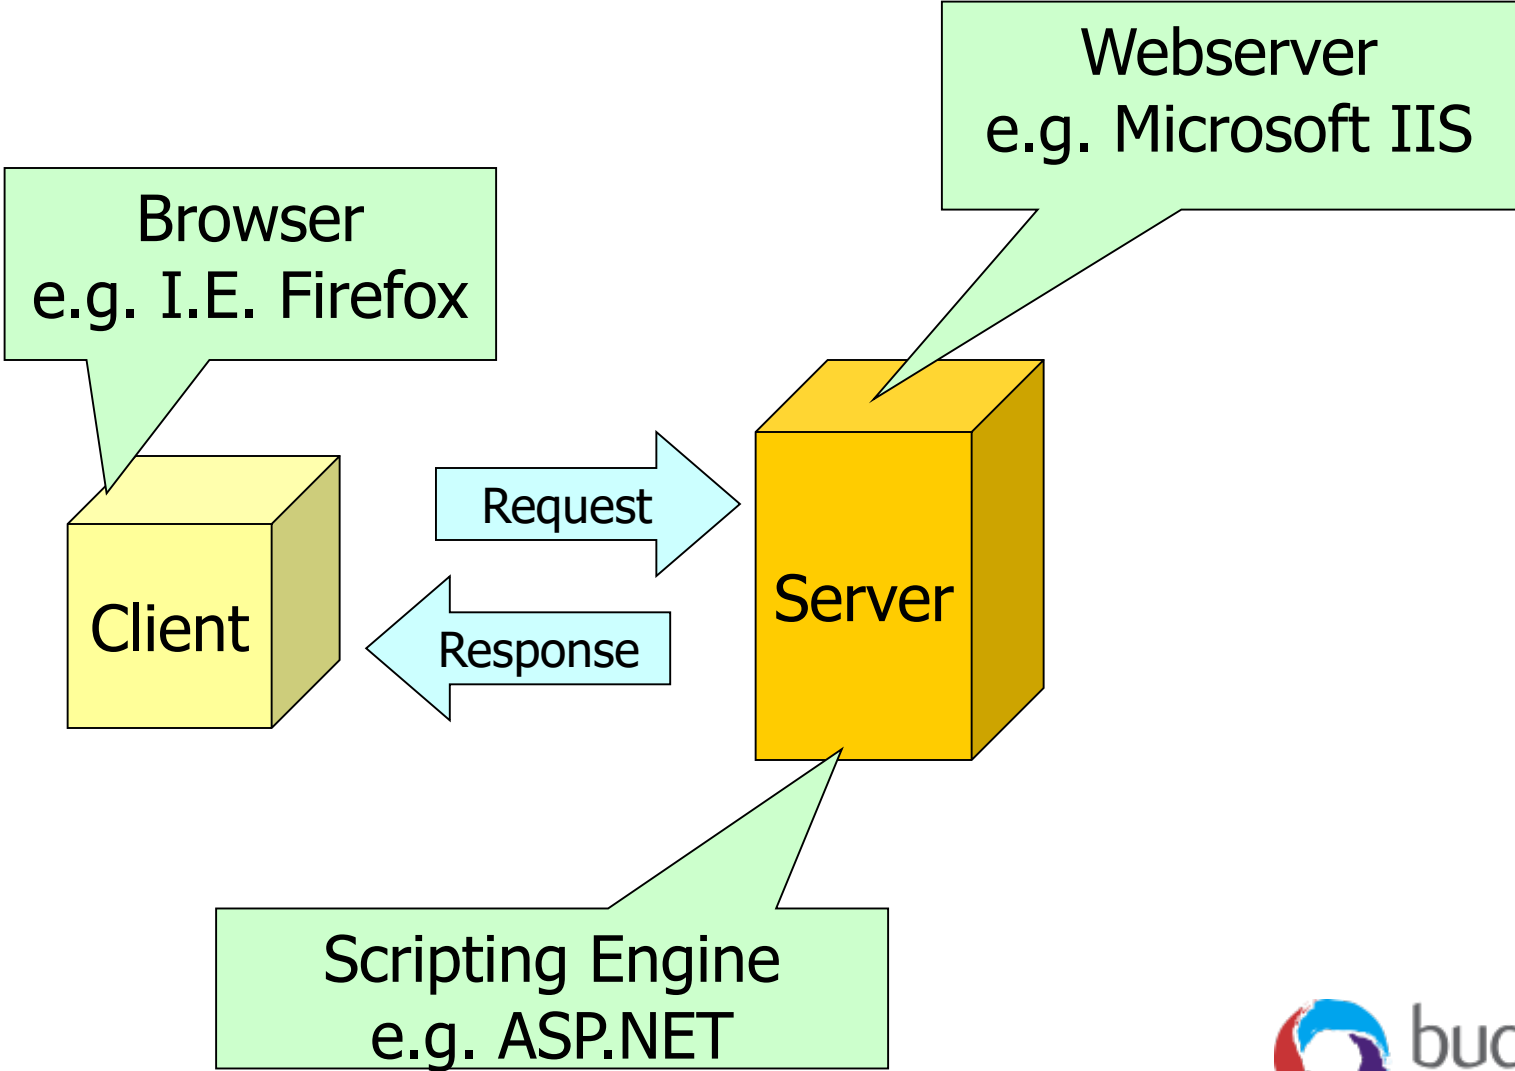 Webserver
e.g. Microsoft IIS
Browser
e.g. I.E. Firefox
Request
Server
Client
Response
Scripting Engine
e.g. ASP.NET